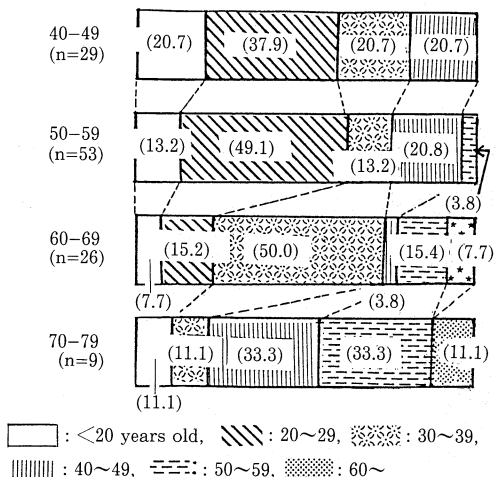 40−49
(n=29)
(20.7) (37.9) (20.7) (20.7)
50−59
(n=53)
(13.2) (49.1) (13.2) (20.8)
(3.8)
60−69
(n=26)
(15.2) (50.0) (15.4) (7.7)
(7.7) (3.8)
70−79
(n=9)
(11.1) (33.3) (33.3) (11.1)
(11.1)
: <20 years old, : 20~29, : 30~39,
: 40~49, : 50~59, : 60~